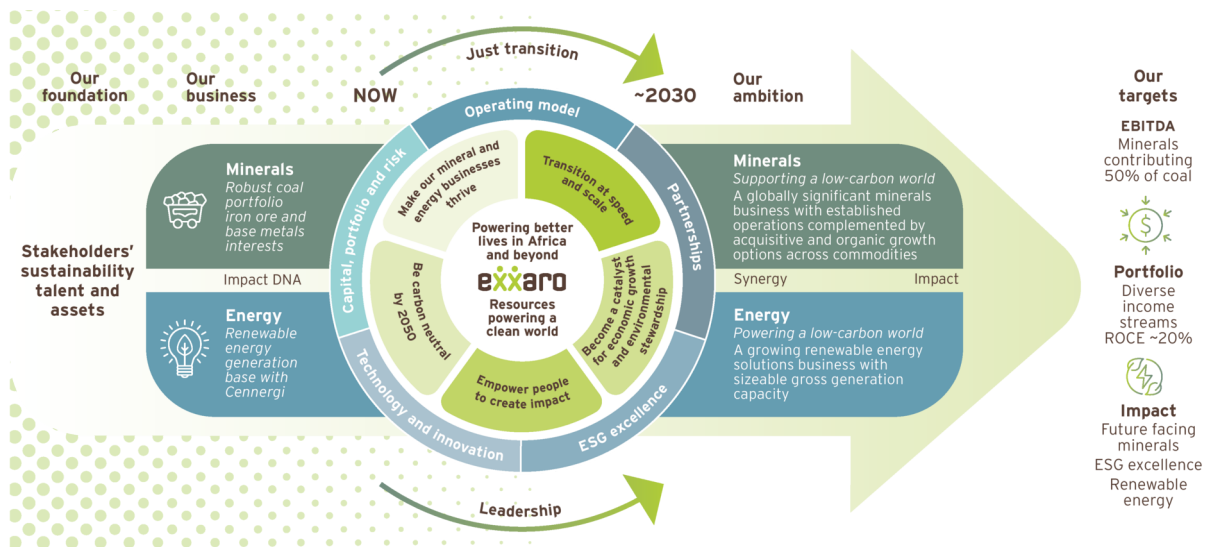 Just transition
Our
foundation
Our
business
NOW
~2030
Our
ambition
Our
targets
Stakeholders’
sustainability
talent and
assets
Minerals
Robust coal
portfolio
iron ore and
base metals
interests
Impact DNA
Energy
Renewable
energy
generation
base with
Cennergi
Operating model
Partnerships
ESG excellence
Technology and innovation
Capital, portfolio and risk
Make our mineral and
energy businesses
thrive
Transition at speed
and scale
Become a catalyst
for economic growth
and environmental
stewardship
Empower people
to create impact
Be carbon neutral
by 2050
Powering better
lives in Africa
and beyond
exxaro
Resources
powering a
clean world
Minerals
Supporting a low-carbon world
A globally significant minerals
business with established
operations complemented by
acquisitive and organic growth
options across commodities
Synergy
Impact
Energy
Powering a low-carbon world
A growing renewable energy
solutions business with
sizeable gross generation
capacity
EBITDA
Minerals
contributing
50% of coal
$
Portfolio
Diverse
income
streams
ROCE ~20%
Impact
Future facing
minerals
ESG excellence
Renewable
energy
Leadership